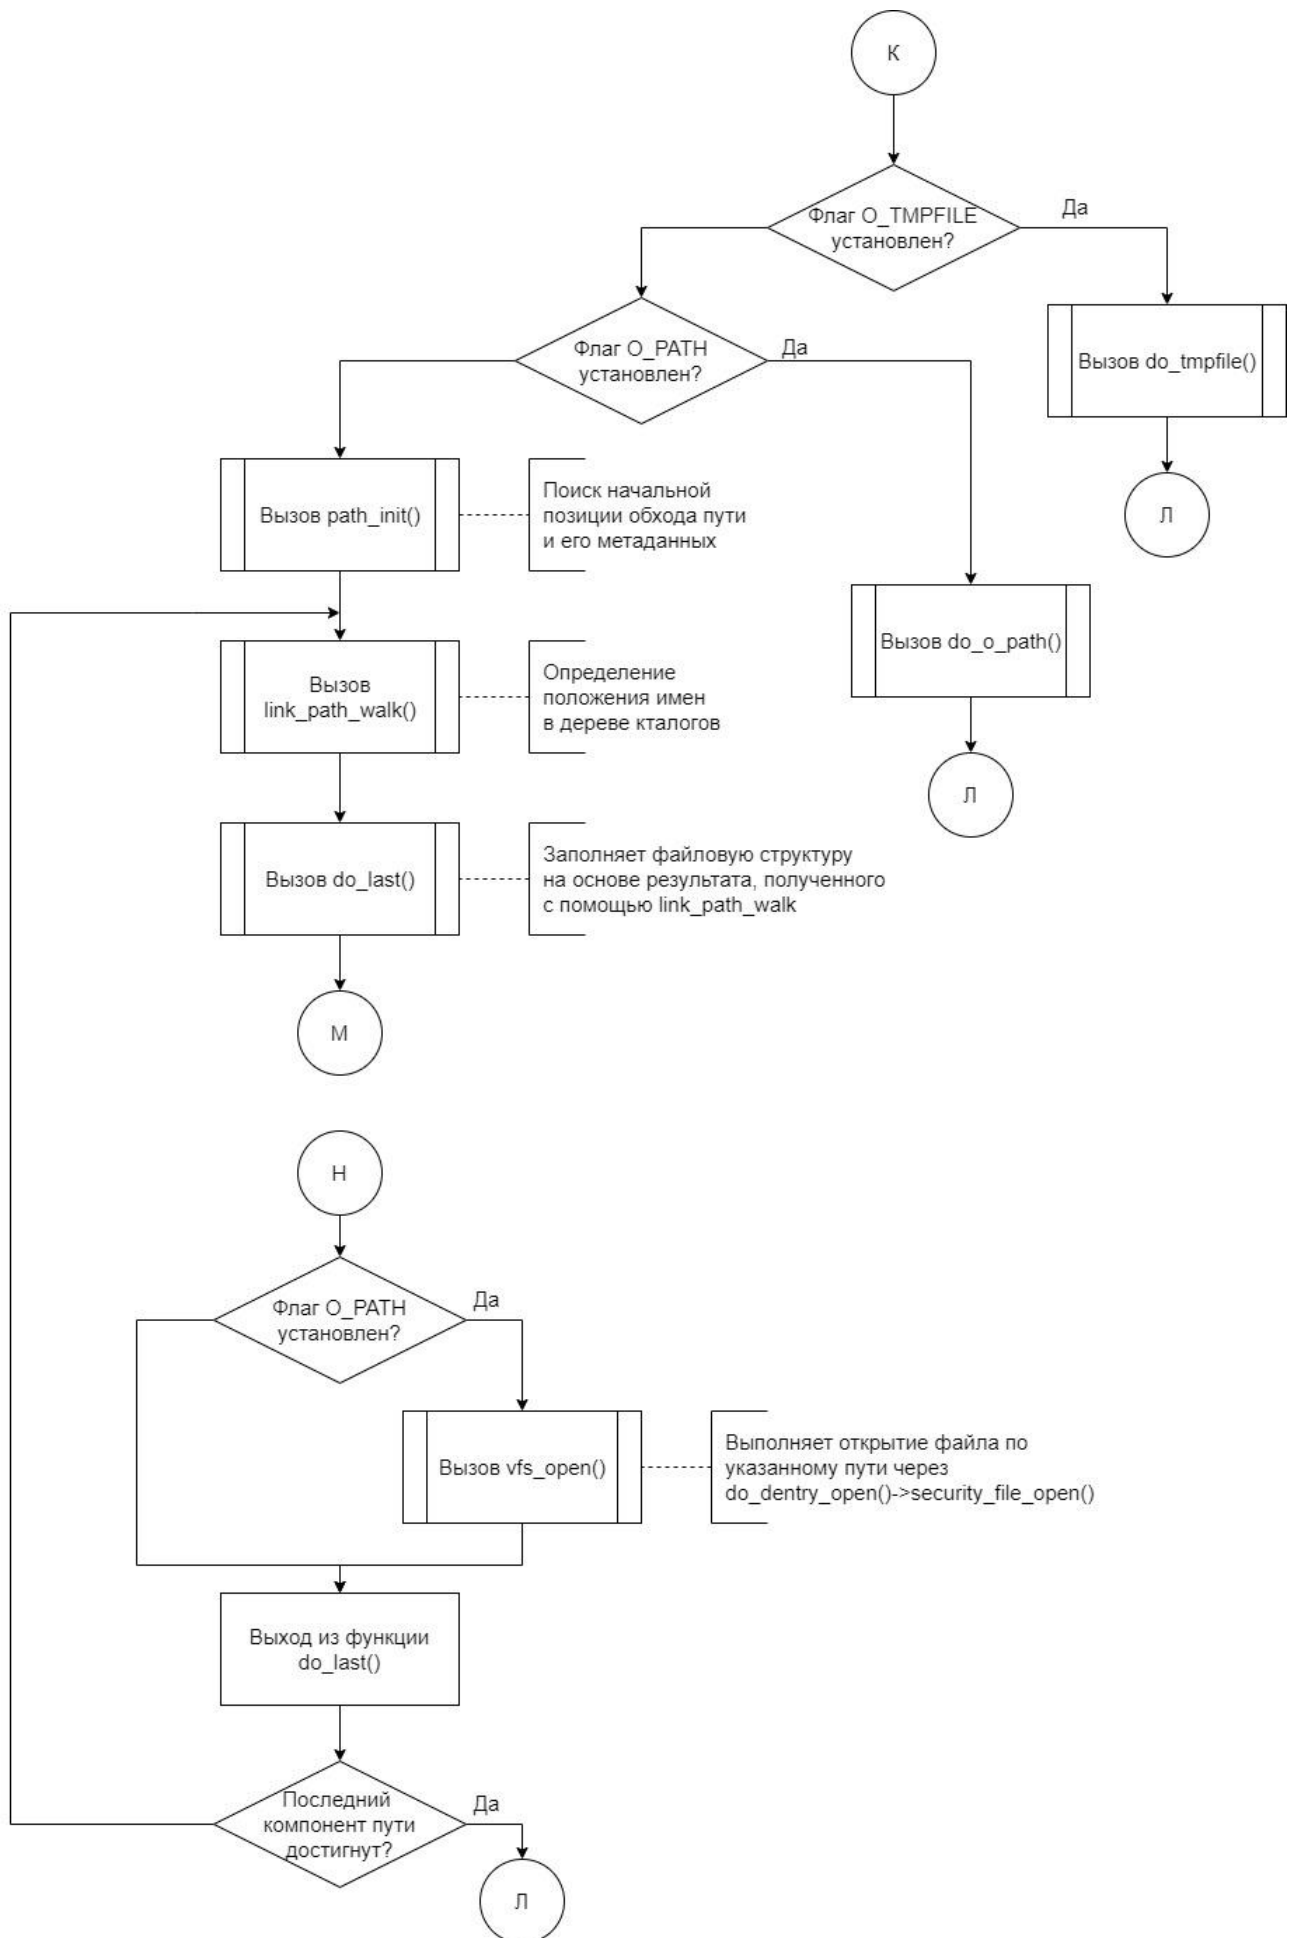 К
Флаг O_TMPFILE
установлен?
Да
Флаг O_PATH
установлен?
Да
Вызов do_tmpfile()
Л
Вызов path_init()
Поиск начальной
позиции обхода пути
и его метаданных
Вызов do_o_path()
Л
Вызов
link_path_walk()
Определение
положения имен
в дереве кталогов
Вызов do_last()
Заполняет файловую структуру
на основе результата, полученного
с помощью link_path_walk
М
Н
Флаг O_PATH
установлен?
Да
Вызов vfs_open()
Выполняет открытие файла по
указанному пути через
do_dentry_open()->security_file_open()
Выход из функции
do_last()
Последний
компонент пути
достигнут?
Да
Л